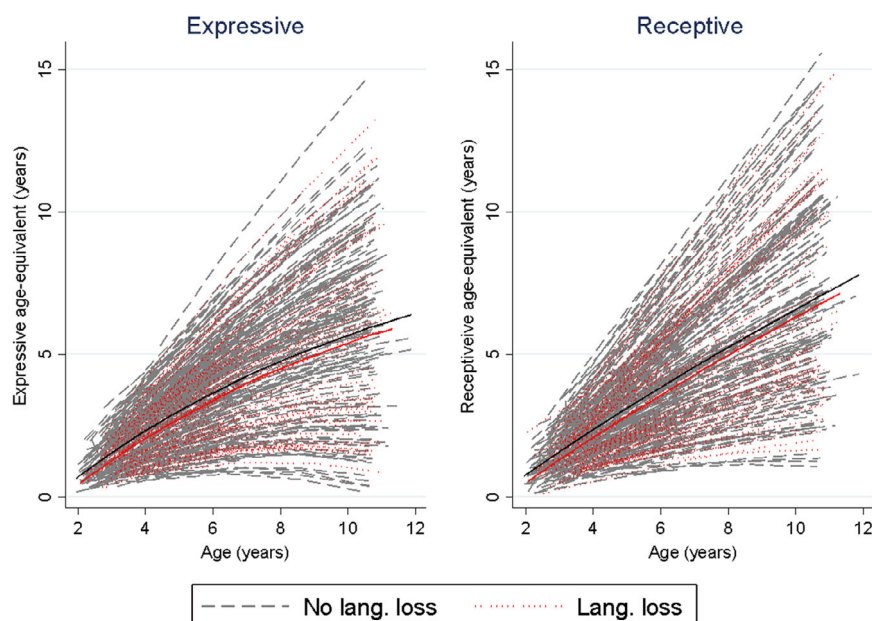 Expressive
Receptive
Expressive age-equivalent (years)
15
10
5
0
2 4 6 8 10 12
Age (years)
Receptiveive age-equivalent (years)
15
10
5
0
2 4 6 8 10 12
Age (years)
No lang. loss
Lang. loss